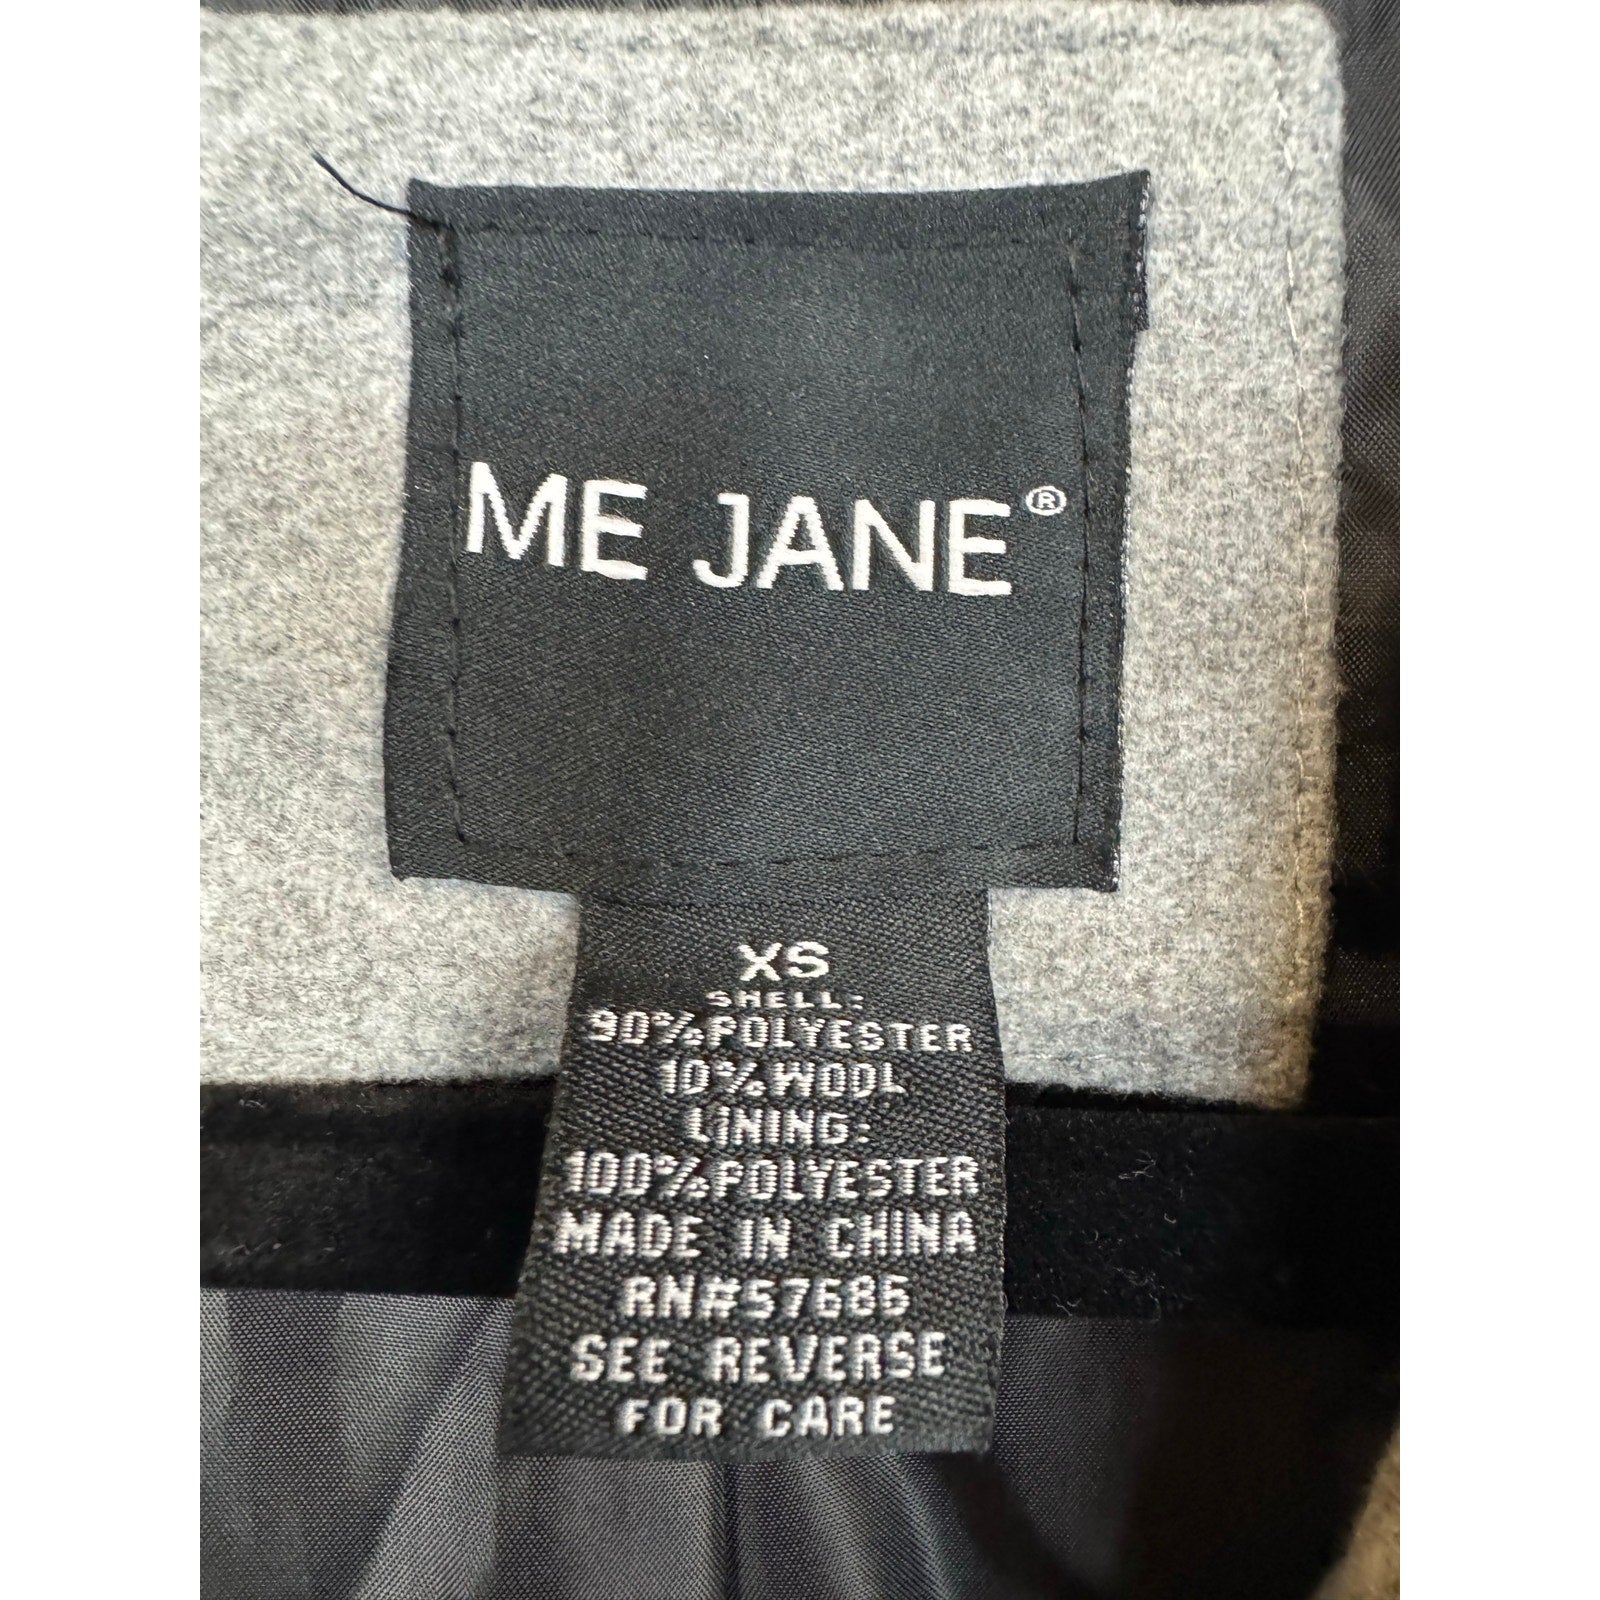 ME JANE®
XS
SHELL:
90%POLYESTER
10%WOOL
LINING:
100%POLYESTER
MADE IN CHINA
RN#57685
SEE REVERSE
FOR CARE